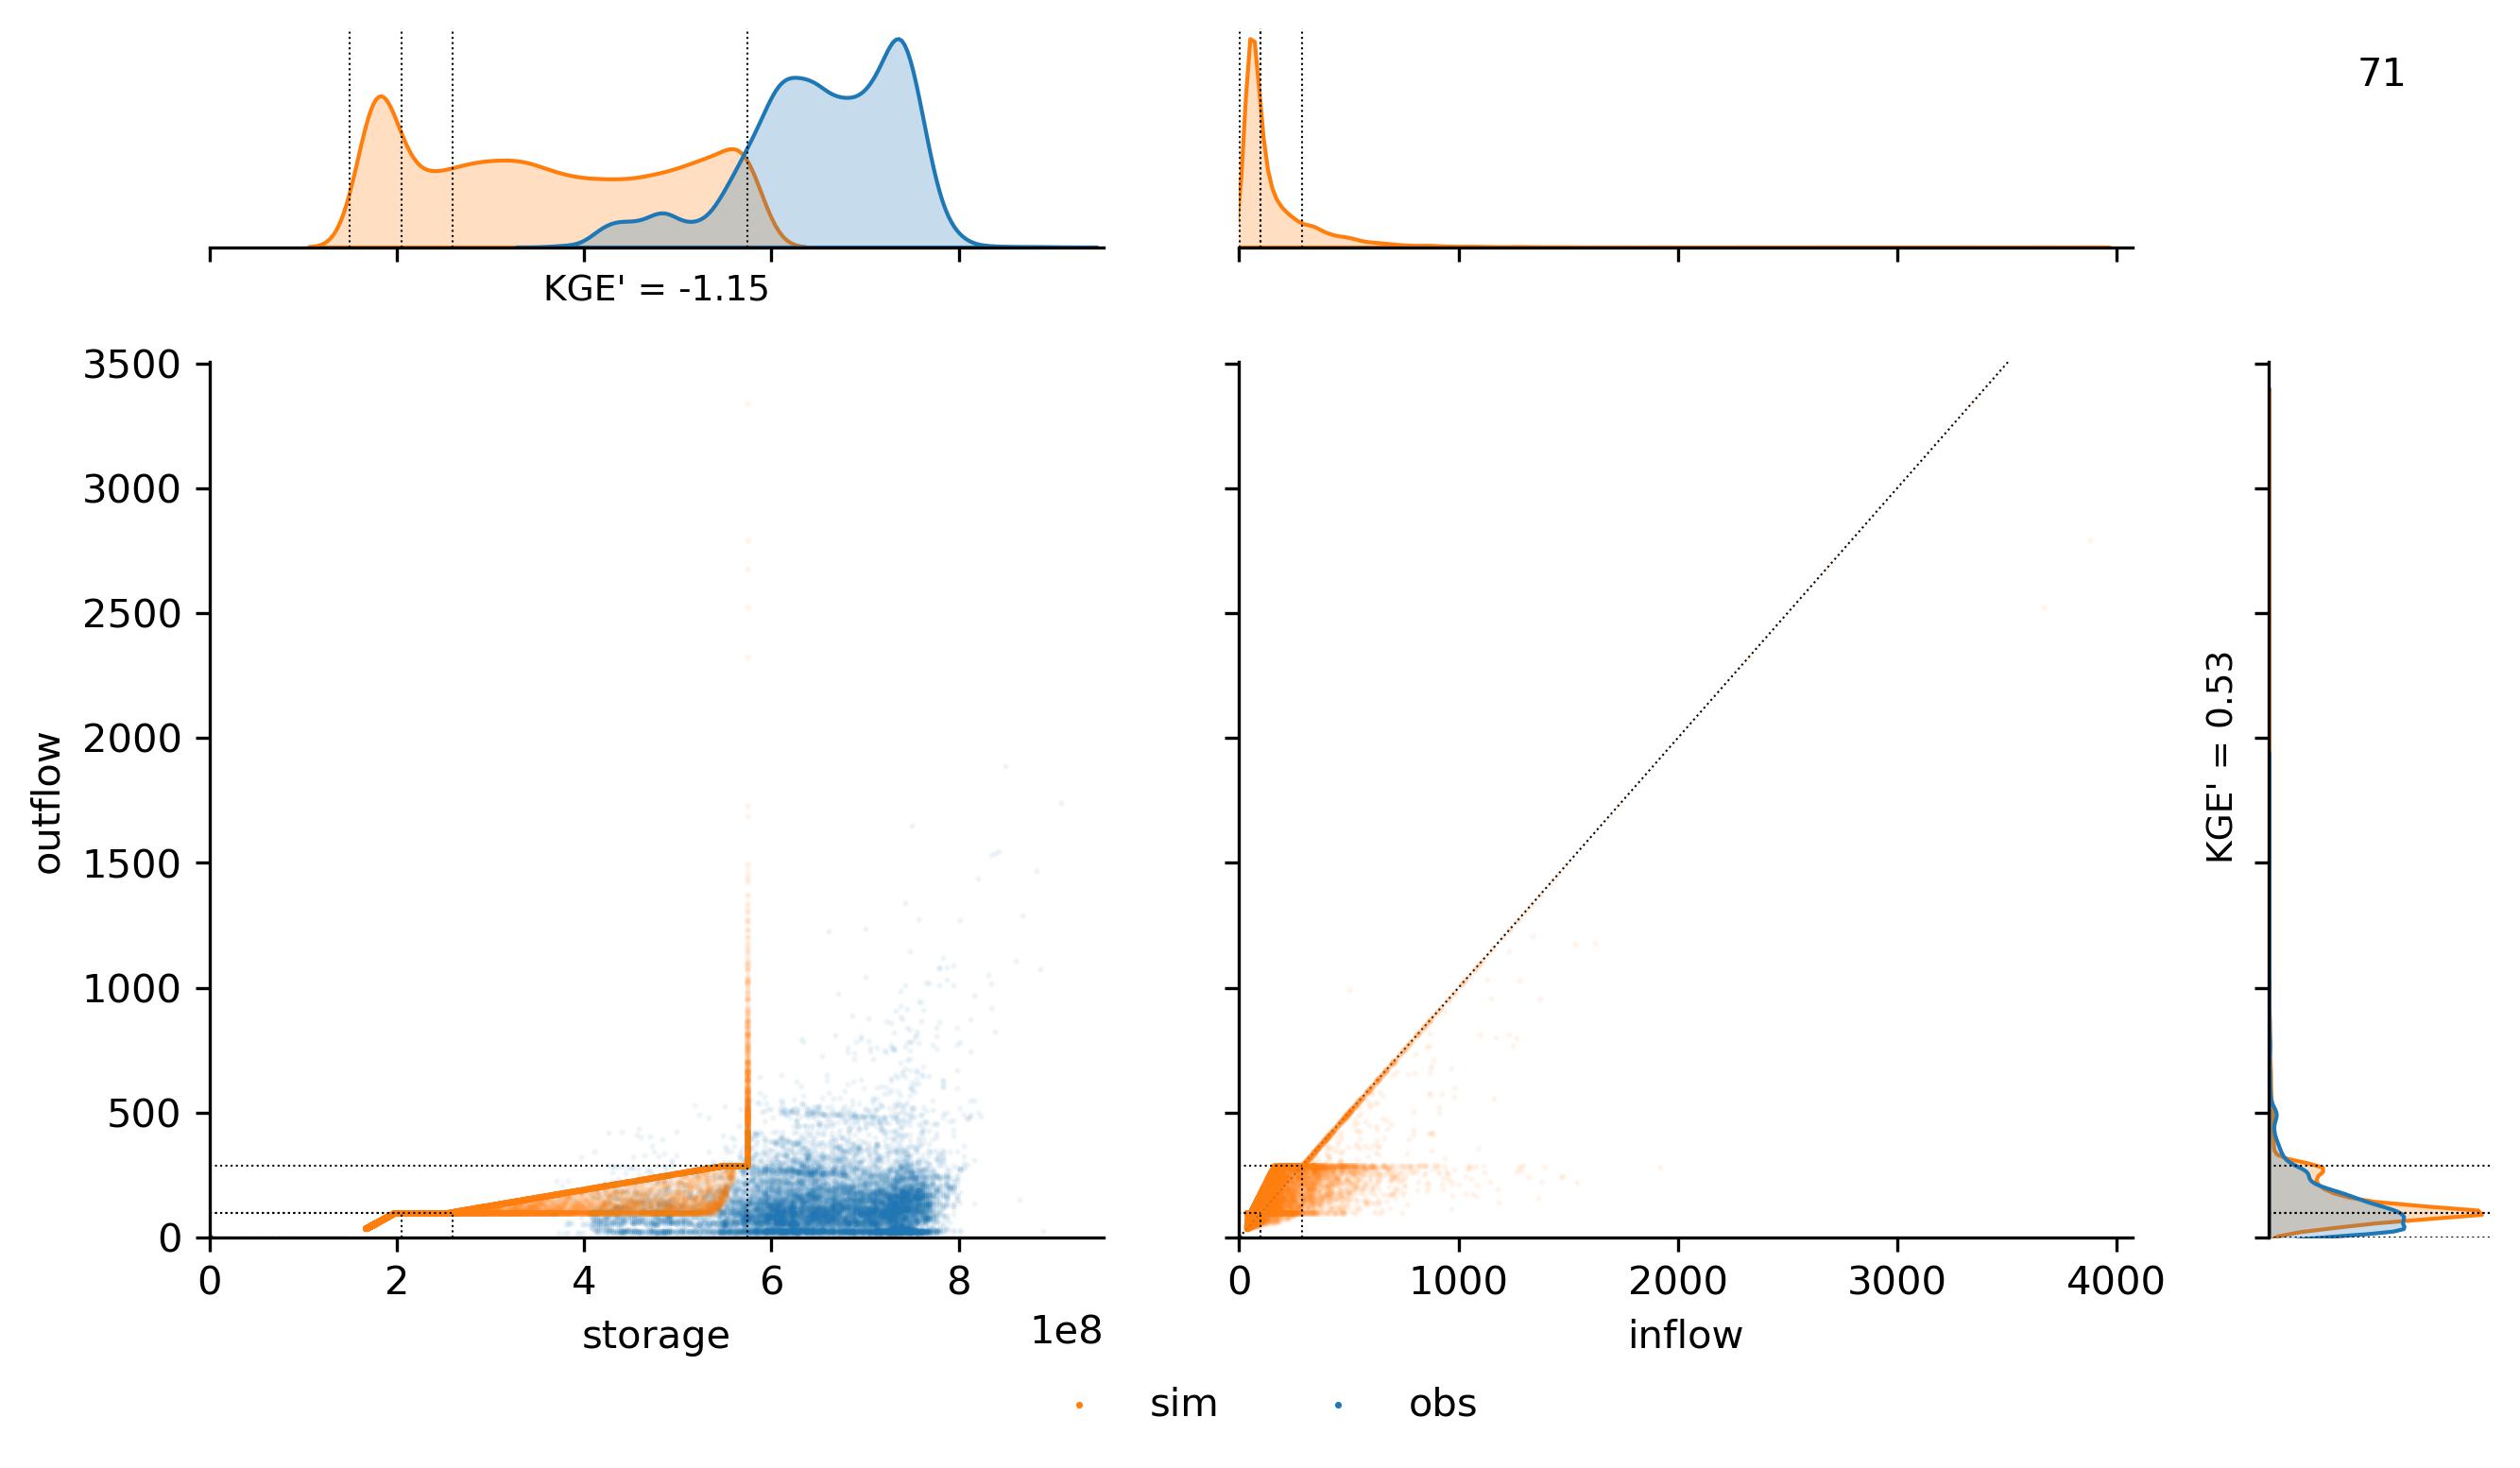 71
KGE' = -1.15
3500
3000
2500
2000
1500
1000
500
0
outflow
0 2 4 6 8
1e8
storage
KGE' = 0.53
0 1000 2000 3000 4000
inflow
sim obs